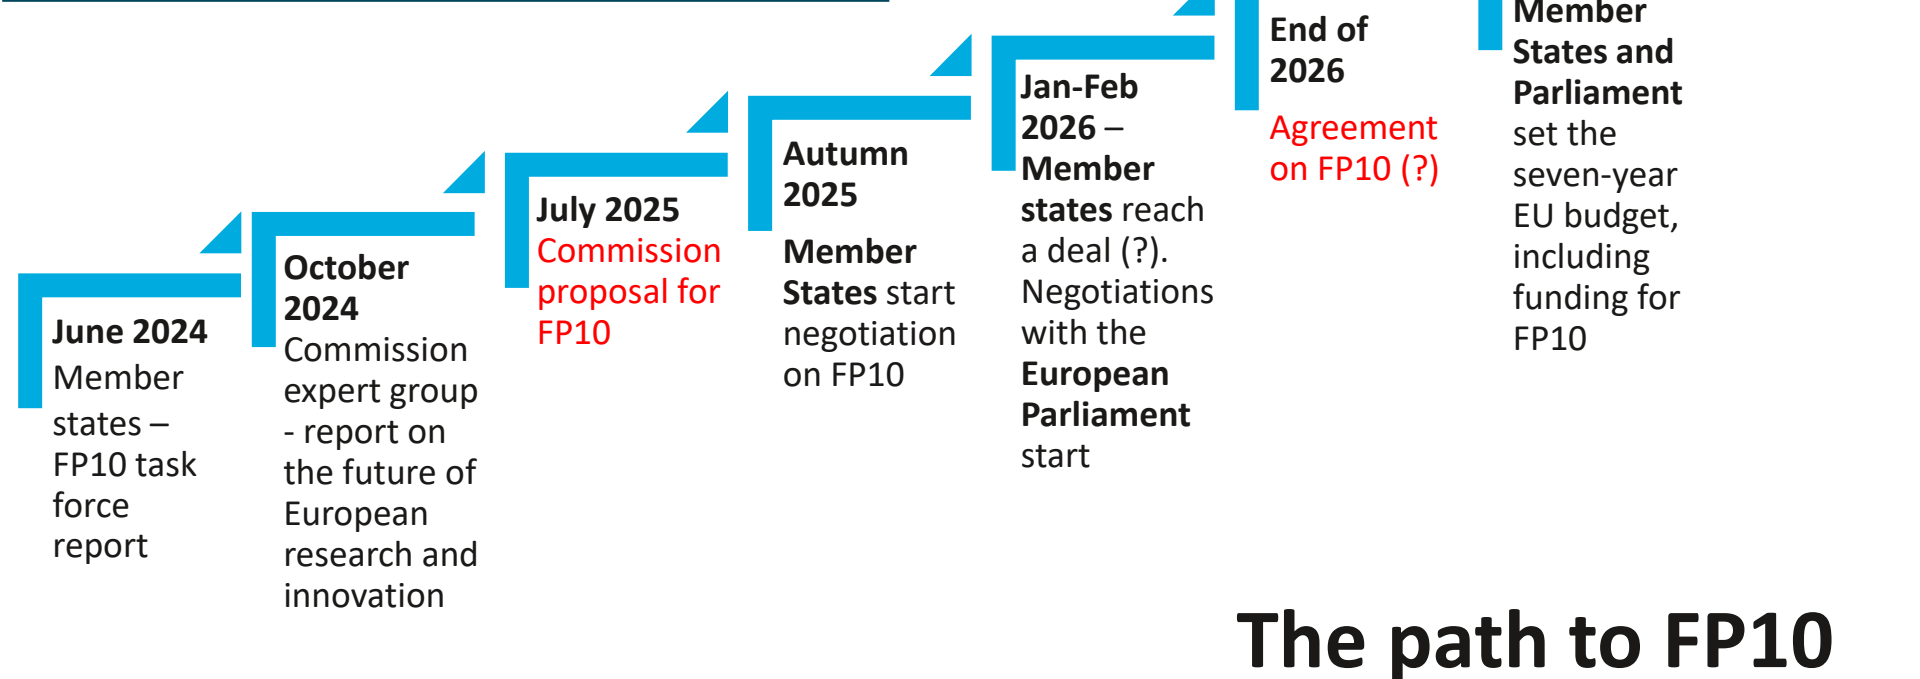 June 2024
Member
states –
FP10 task
force
report
October
2024
Commission
expert group
- report on
the future of
European
research and
innovation
July 2025
Commission
proposal for
FP10
Autumn
2025
Member
States start
negotiation
on FP10
Jan-Feb
2026 –
Member
states reach
a deal (?).
Negotiations
with the
European
Parliament
start
End of
2026
Agreement
on FP10 (?)
Member
States and
Parliament
set the
seven-year
EU budget,
including
funding for
FP10
The path to FP10